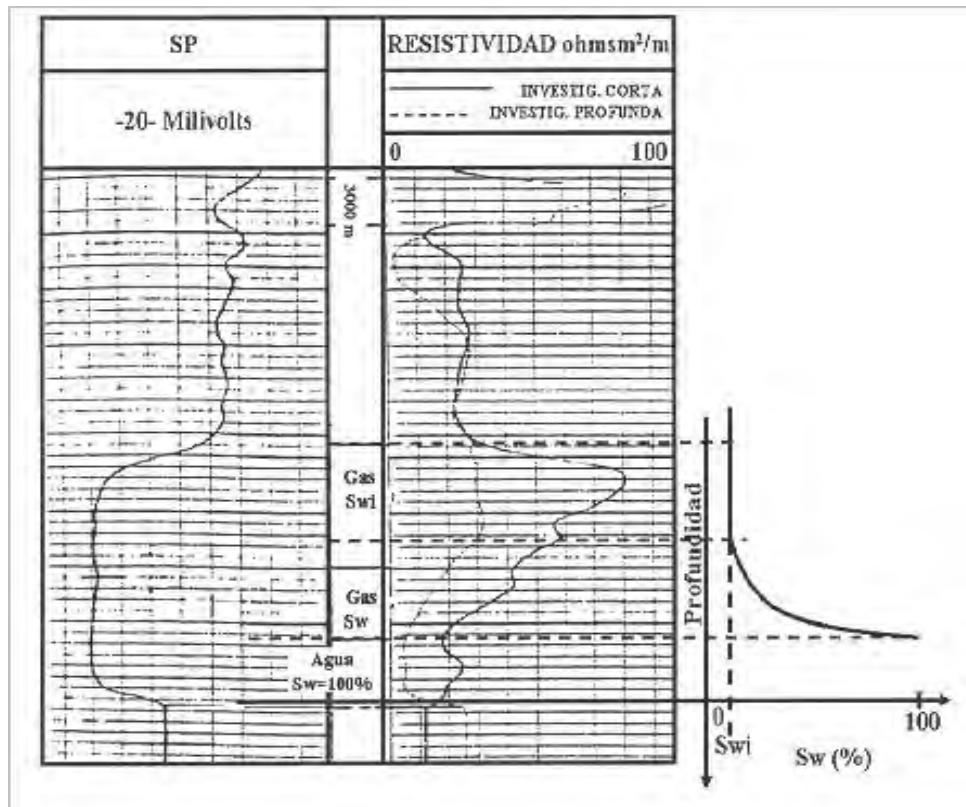 SP
RESISTIVIDAD ohmsm²/m
INVESTIG. CORTA
INVESTIG. PROFUNDA
-20- Milivolts
0 100
3000 m
Gas
Swi
Gas
Sw
Agua
Sw=100%
Profundidad
0 100
Swi
Sw (%)